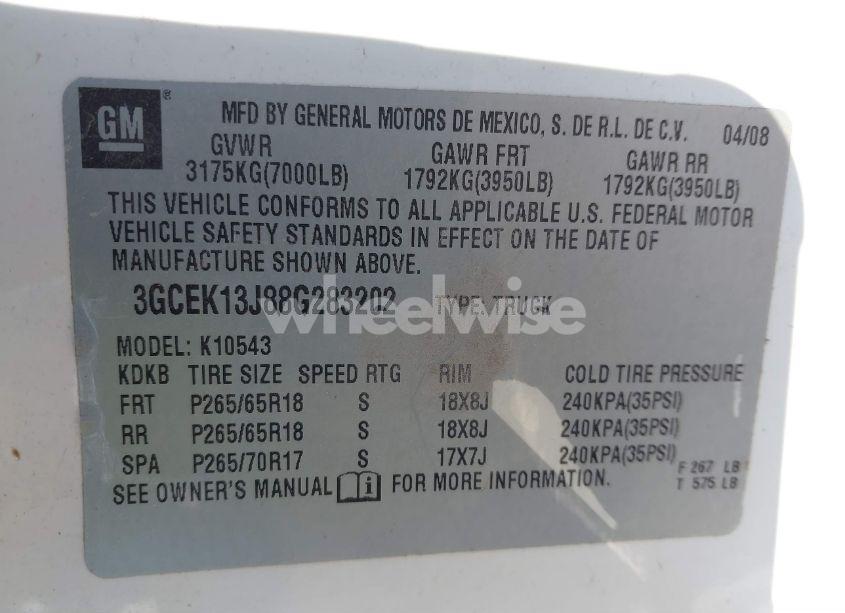 GM ® MFD BY GENERAL MOTORS DE MEXICO, S. DE R.L. DE C.V. 04/08
GVWR GAWR FRT GAWR RR
3175KG(7000LB) 1792KG(3950LB) 1792KG(3950LB)
THIS VEHICLE CONFORMS TO ALL APPLICABLE U.S. FEDERAL MOTOR
VEHICLE SAFETY STANDARDS IN EFFECT ON THE DATE OF
MANUFACTURE SHOWN ABOVE.
3GCEK13J88G283202 TYPE: TRUCK
wheelwise
MODEL: K10543
KDKB TIRE SIZE SPEED RTG RIM COLD TIRE PRESSURE
FRT P265/65R18 S 18X8J 240KPA(35PSI)
RR P265/65R18 S 18X8J 240KPA(35PSI)
SPA P265/70R17 S 17X7J 240KPA(35PSI) F 267 LB
SEE OWNER'S MANUAL i FOR MORE INFORMATION. T 575 LB